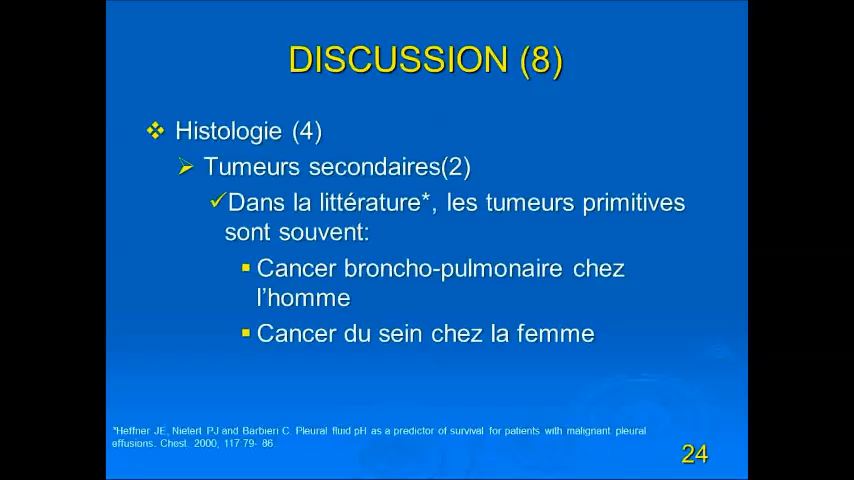 DISCUSSION (8)
Histologie (4)
Tumeurs secondaires(2)
Dans la littérature*, les tumeurs primitives
sont souvent:
Cancer broncho-pulmonaire chez
l'homme
Cancer du sein chez la femme
*Heffner JE, Nietert PJ and Barbieri C. Pleural fluid pH as a predictor of survival for patients with malignant pleural
effusions. Chest. 2000; 117:79- 86
24